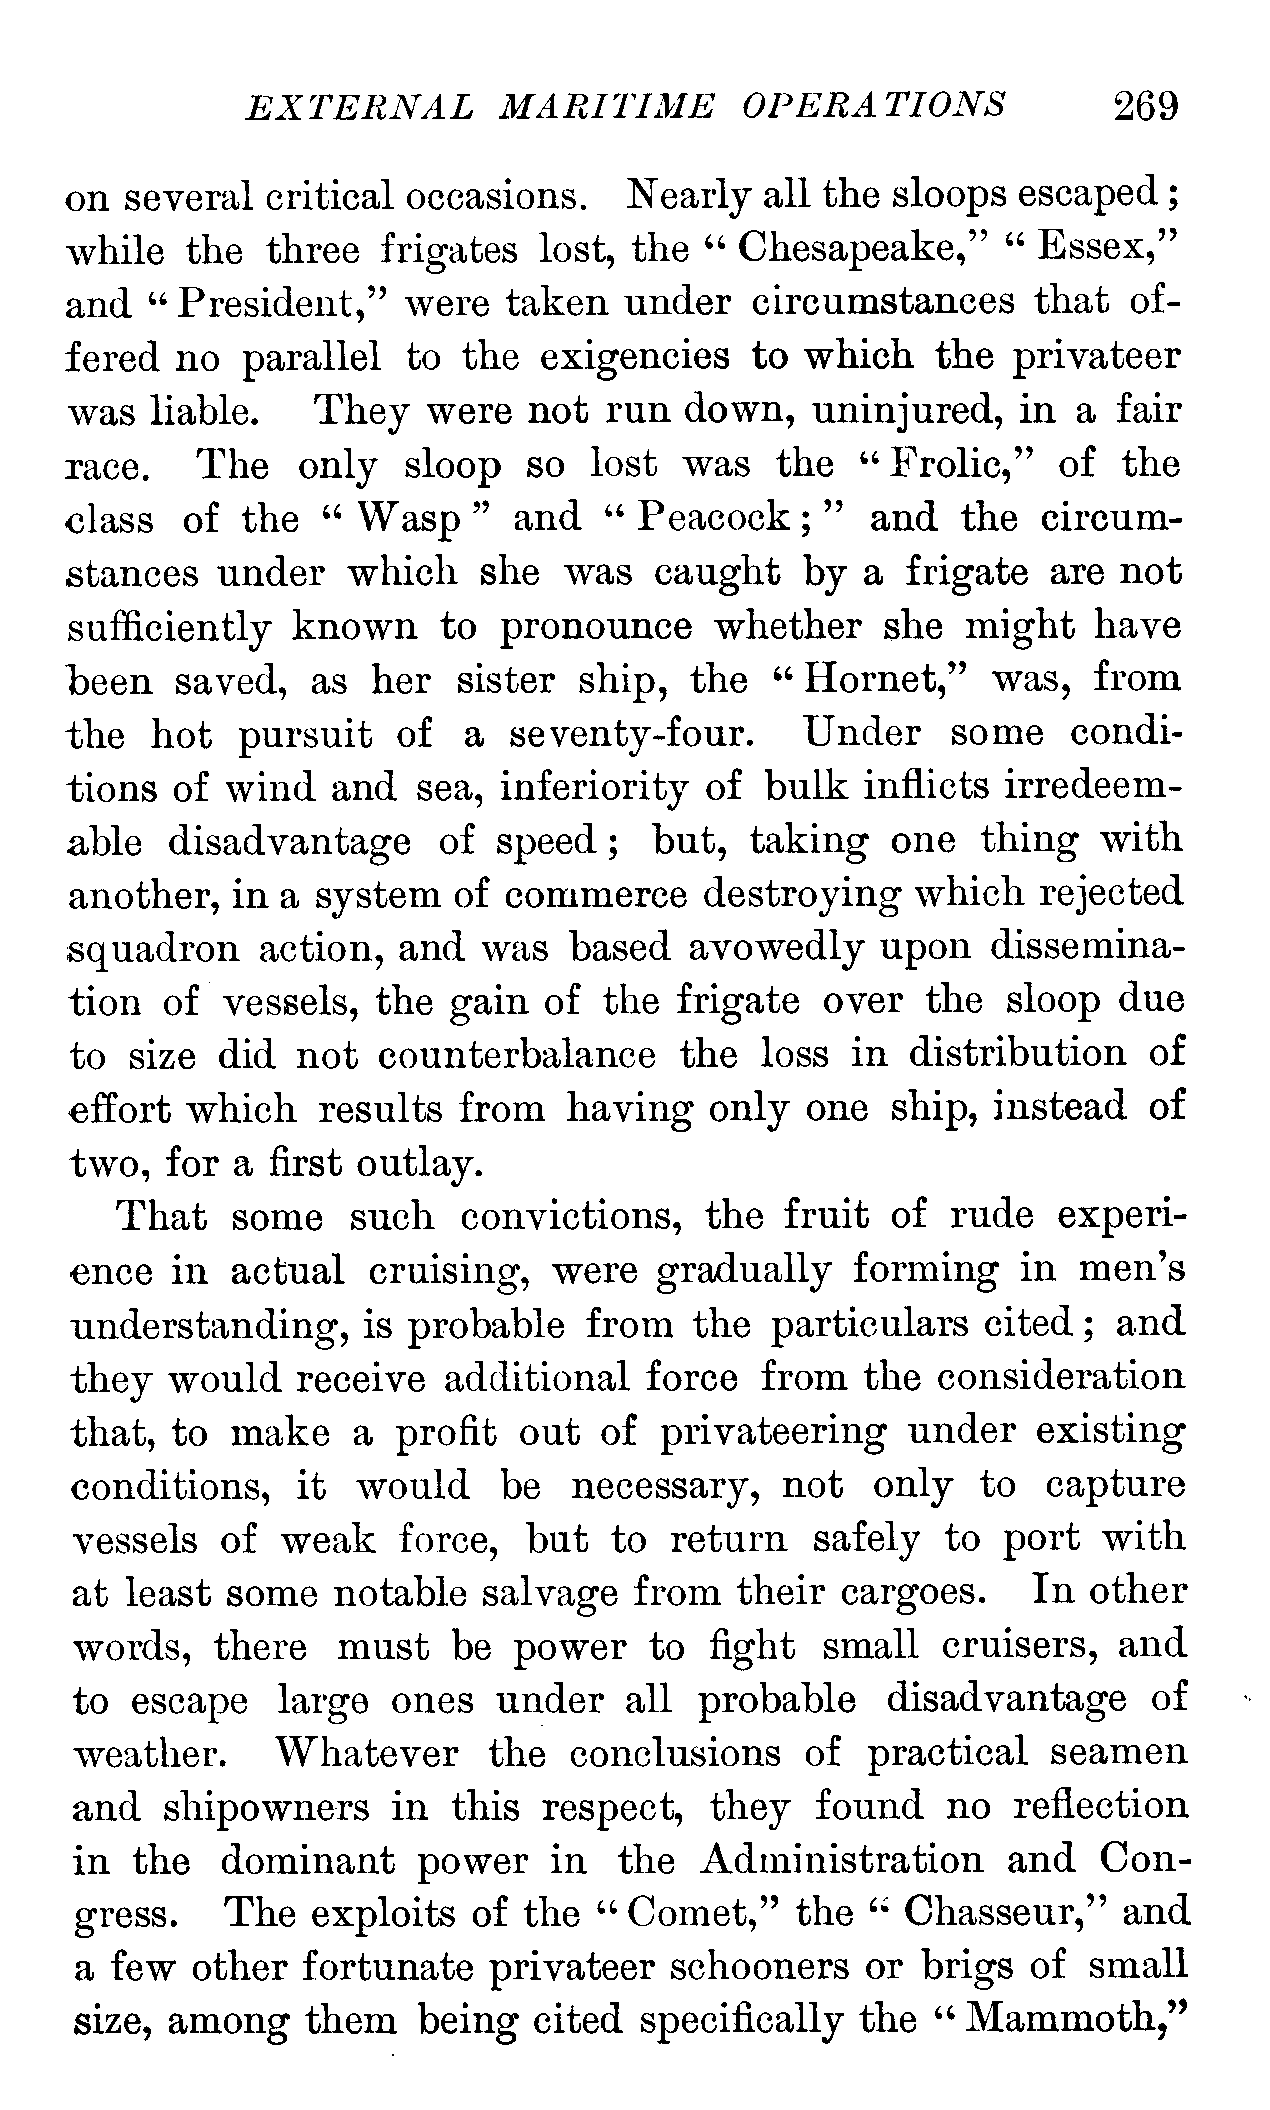 EXTERNAL MARITIME OPERATIONS 269
on several critical occasions. Nearly all the sloops escaped;
while the three frigates lost, the "Chesapeake," "Essex,"
and "President," were taken under circumstances that of-
fered no parallel to the exigencies to which the privateer
was liable. They were not run down, uninjured, in a fair
race. The only sloop so lost was the "Frolic," of the
class of the "Wasp" and "Peacock;" and the circum-
stances under which she was caught by a frigate are not
sufficiently known to pronounce whether she might have
been saved, as her sister ship, the "Hornet," was, from
the hot pursuit of a seventy-four. Under some condi-
tions of wind and sea, inferiority of bulk inflicts irredeem-
able disadvantage of speed; but, taking one thing with
another, in a system of commerce destroying which rejected
squadron action, and was based avowedly upon dissemina-
tion of vessels, the gain of the frigate over the sloop due
to size did not counterbalance the loss in distribution of
effort which results from having only one ship, instead of
two, for a first outlay.
That some such convictions, the fruit of rude experi-
ence in actual cruising, were gradually forming in men's
understanding, is probable from the particulars cited; and
they would receive additional force from the consideration
that, to make a profit out of privateering under existing
conditions, it would be necessary, not only to capture
vessels of weak force, but to return safely to port with
at least some notable salvage from their cargoes. In other
words, there must be power to fight small cruisers, and
to escape large ones under all probable disadvantage of
weather. Whatever the conclusions of practical seamen
and shipowners in this respect, they found no reflection
in the dominant power in the Administration and Con-
gress. The exploits of the "Comet," the "Chasseur," and
a few other fortunate privateer schooners or brigs of small
size, among them being cited specifically the "Mammoth,"